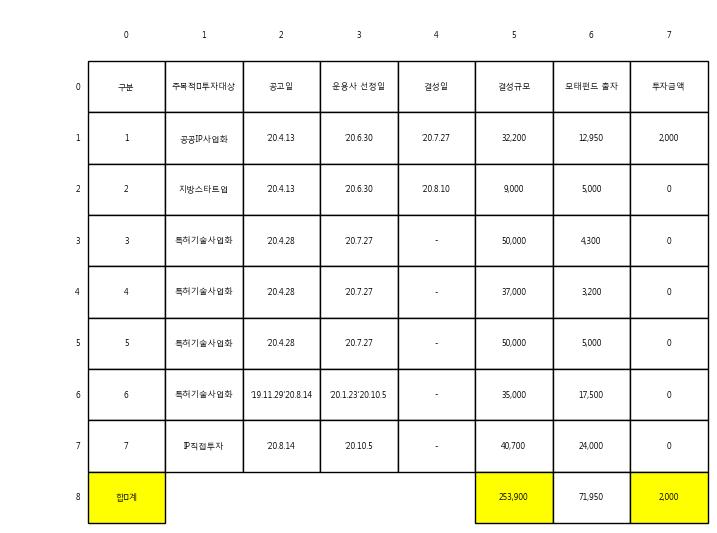 0 1 2 3 4 5 6 7
0 구분 주목적□투자대상 공고일 운용사 선정일 결성일 결성규모 모태펀드 출자 투자금액
1 1 공공IP사업화 '20.4.13 '20.6.30 '20.7.27 32,200 12,950 2,000
2 2 지방스타트업 '20.4.13 '20.6.30 '20.8.10 9,000 5,000 0
3 3 특허기술사업화 '20.4.28 '20.7.27 - 50,000 4,300 0
4 4 특허기술사업화 '20.4.28 '20.7.27 - 37,000 3,200 0
5 5 특허기술사업화 '20.4.28 '20.7.27 - 50,000 5,000 0
6 6 특허기술사업화 '19.11.29'20.8.14 '20.1.23'20.10.5 - 35,000 17,500 0
7 7 IP직접투자 '20.8.14 '20.10.5 - 40,700 24,000 0
8 합□계 253,900 71,950 2,000